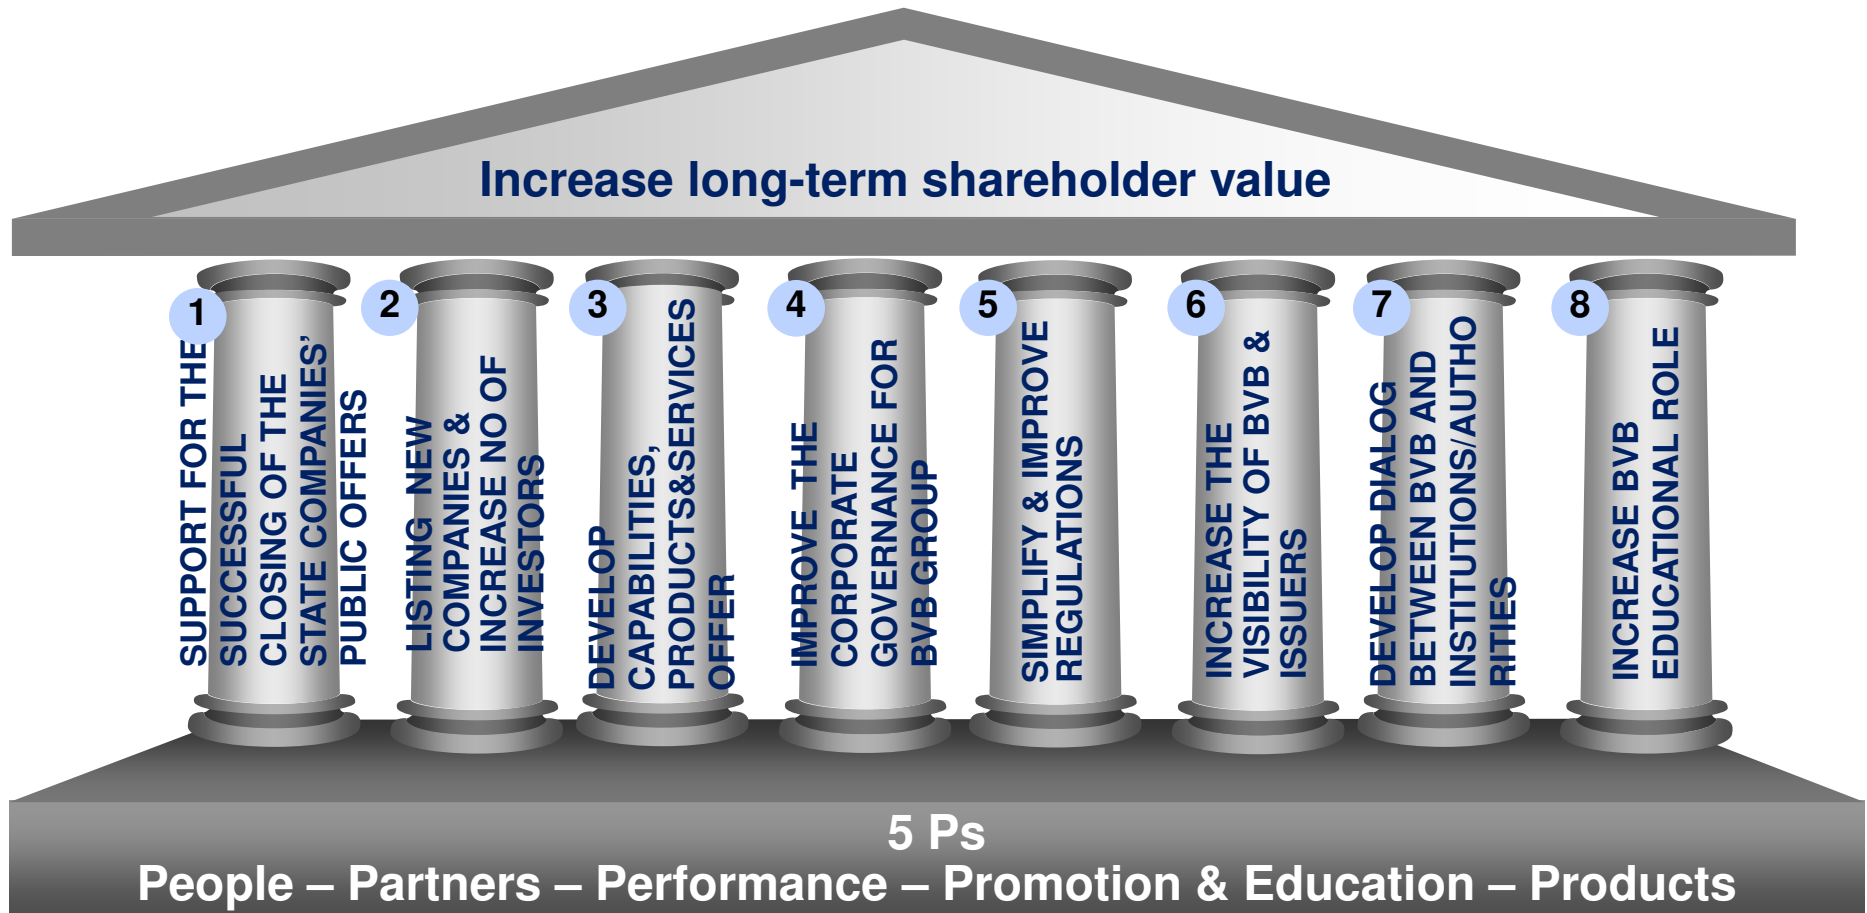 Increase long-term shareholder value
1
SUPPORT FOR THE
SUCCESSFUL
CLOSING OF THE
STATE COMPANIES’
PUBLIC OFFERS
2
LISTING NEW
COMPANIES &
INCREASE NO OF
INVESTORS
3
DEVELOP
CAPABILITIES,
PRODUCTS&SERVICES
OFFER
4
IMPROVE THE
CORPORATE
GOVERNANCE FOR
BVB GROUP
5
SIMPLIFY & IMPROVE
REGULATIONS
6
INCREASE THE
VISIBILITY OF BVB &
ISSUERS
7
DEVELOP DIALOG
BETWEEN BVB AND
INSTITUTIONS/AUTHO
RITIES
8
INCREASE BVB
EDUCATIONAL ROLE
5 Ps
People – Partners – Performance – Promotion & Education – Products